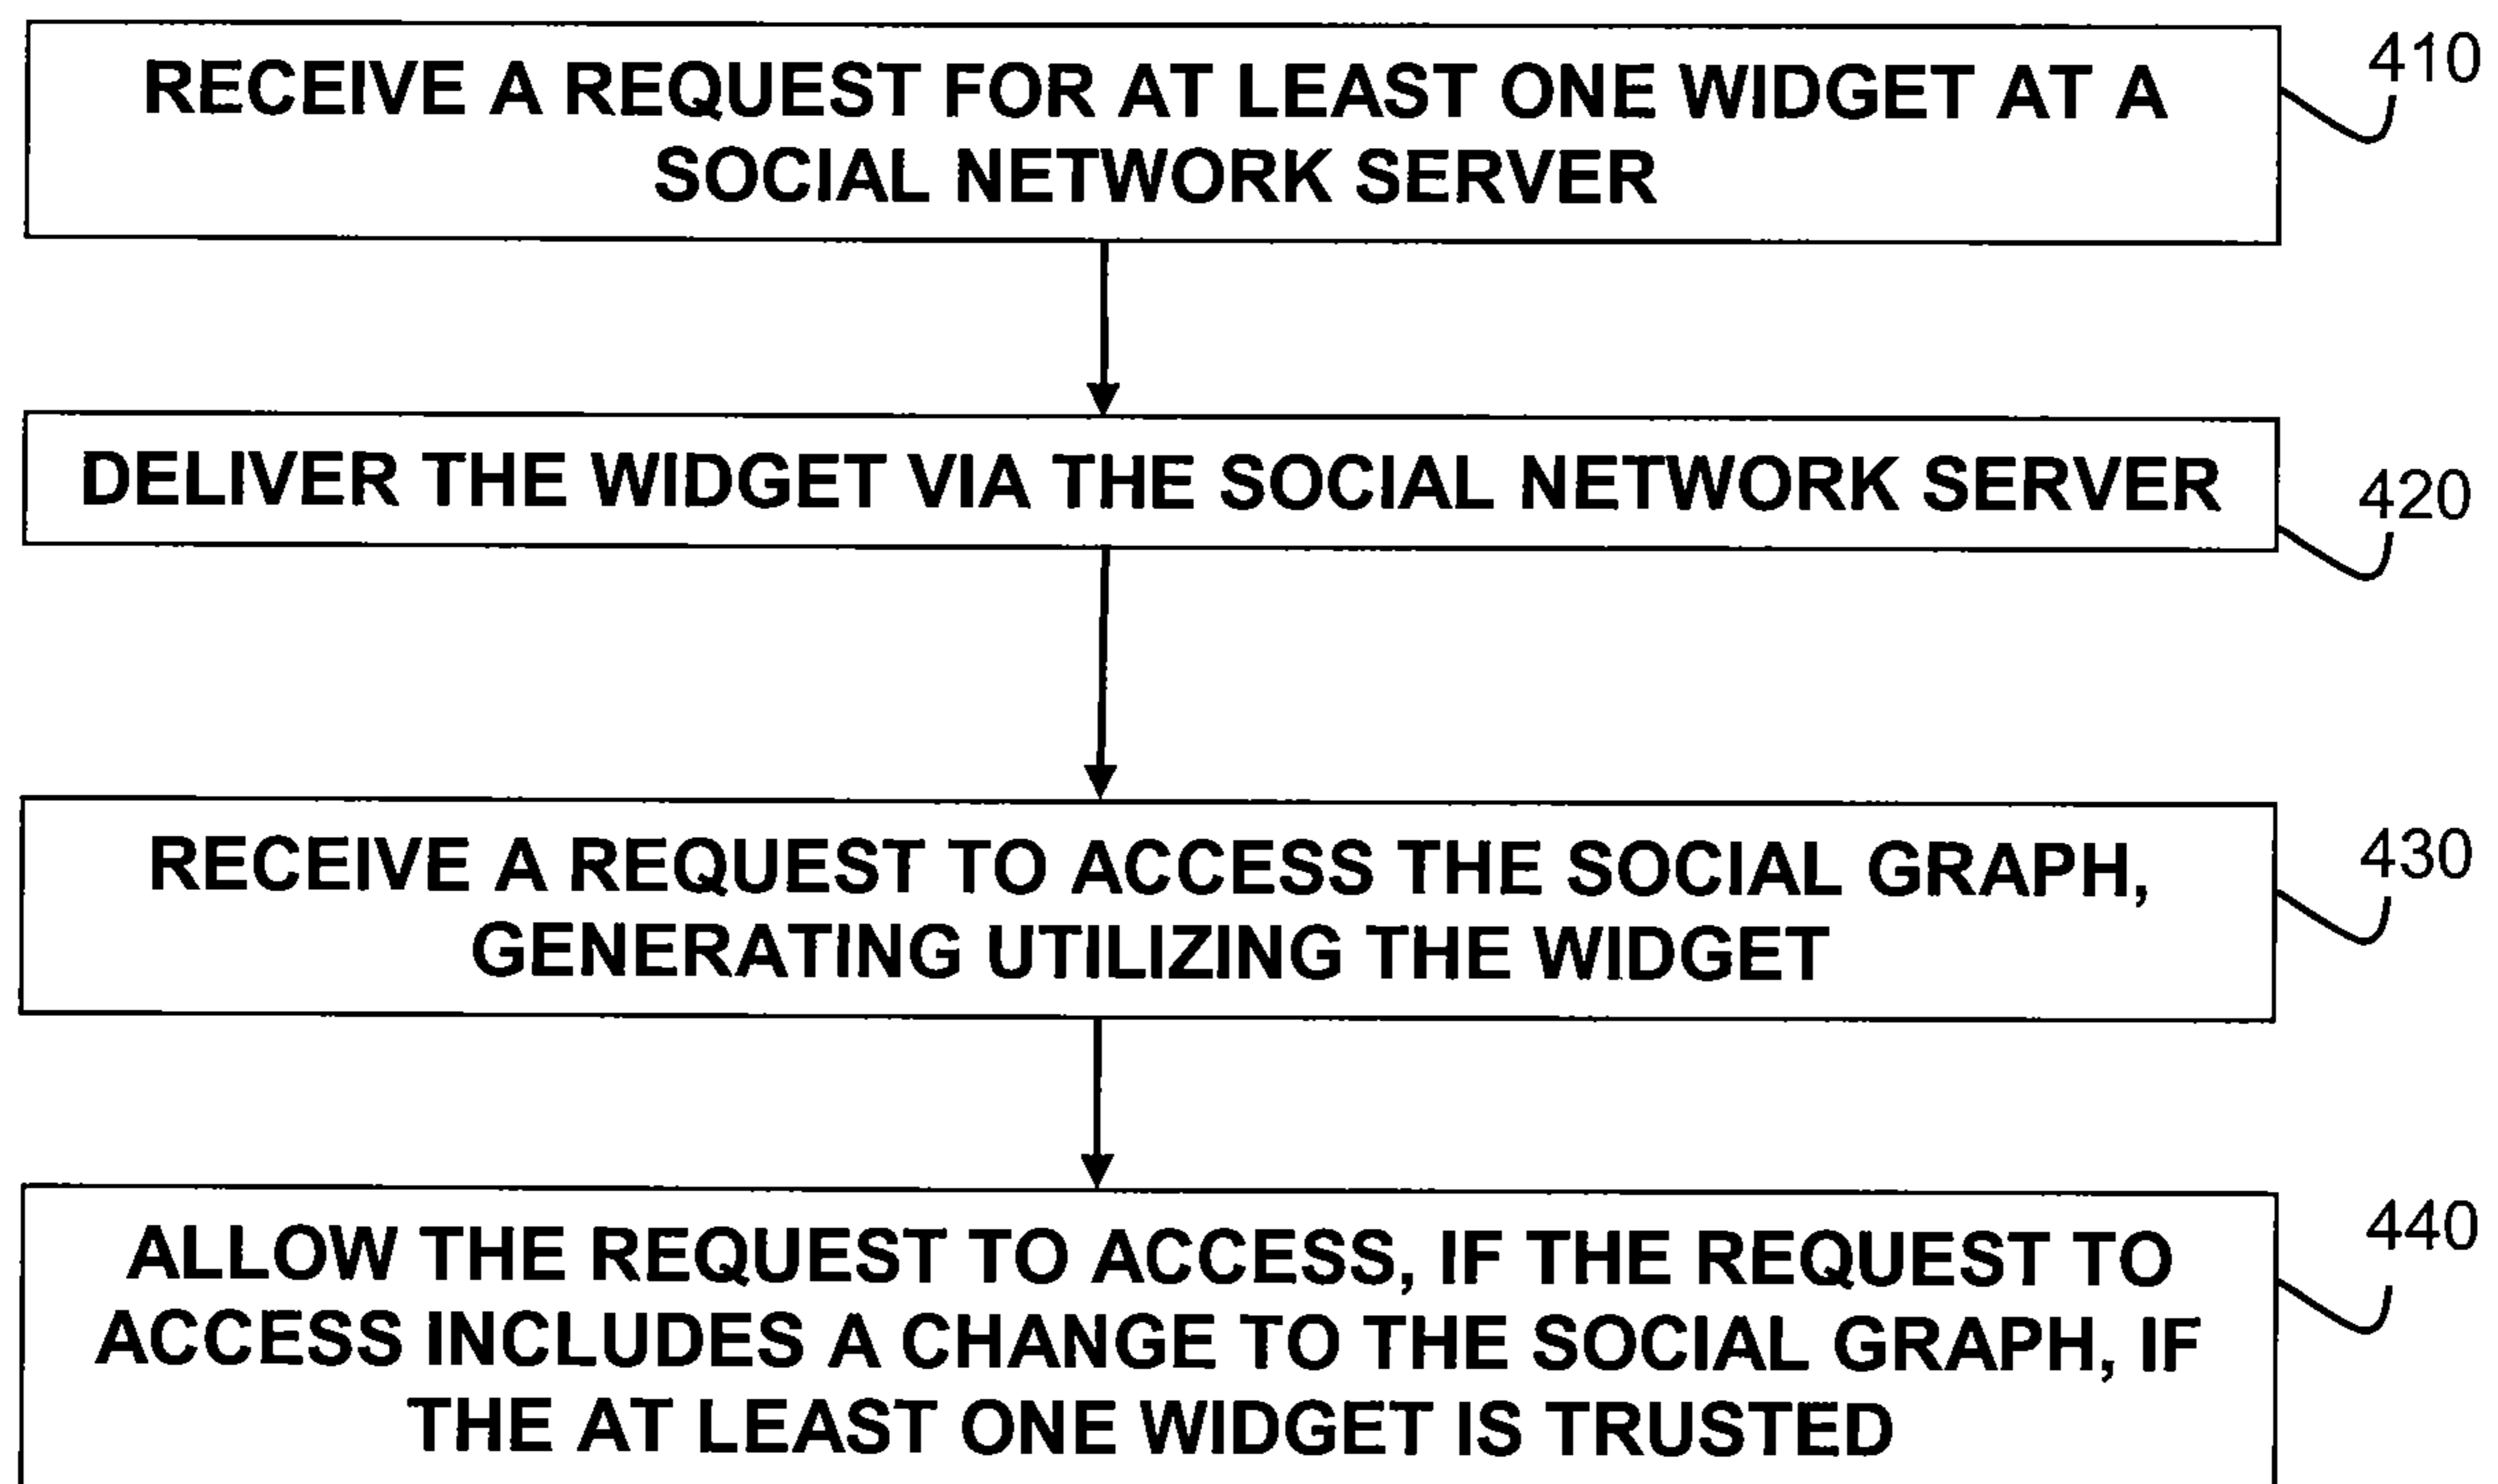 RECEIVE A REQUEST FOR AT LEAST ONE WIDGET AT A
SOCIAL NETWORK SERVER
410
DELIVER THE WIDGET VIA THE SOCIAL NETWORK SERVER
420
RECEIVE A REQUEST TO ACCESS THE SOCIAL GRAPH,
GENERATING UTILIZING THE WIDGET
430
ALLOW THE REQUEST TO ACCESS, IF THE REQUEST TO
ACCESS INCLUDES A CHANGE TO THE SOCIAL GRAPH, IF
THE AT LEAST ONE WIDGET IS TRUSTED
440